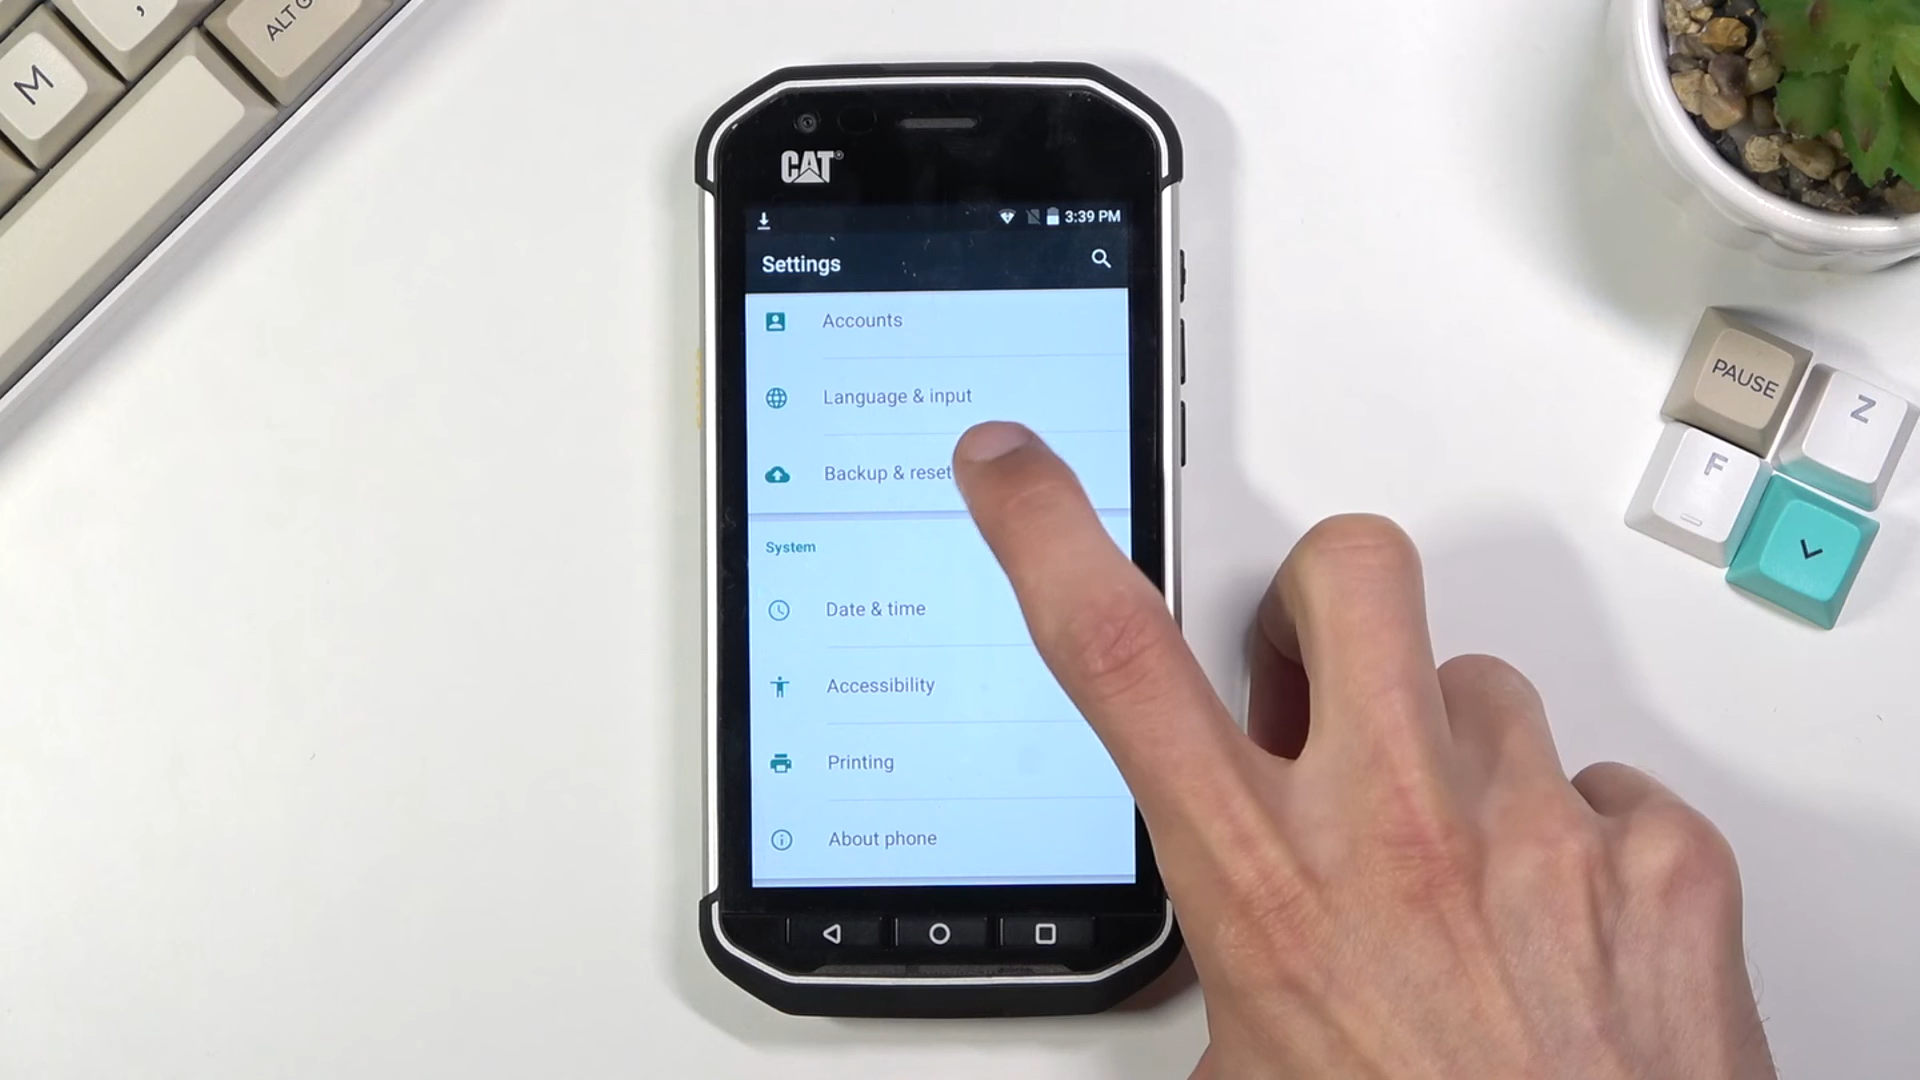 ,
M
ALT G
CAT®
3:39 PM
Settings
Accounts
Language & input
Backup & reset
System
Date & time
Accessibility
Printing
About phone
PAUSE
Z
F